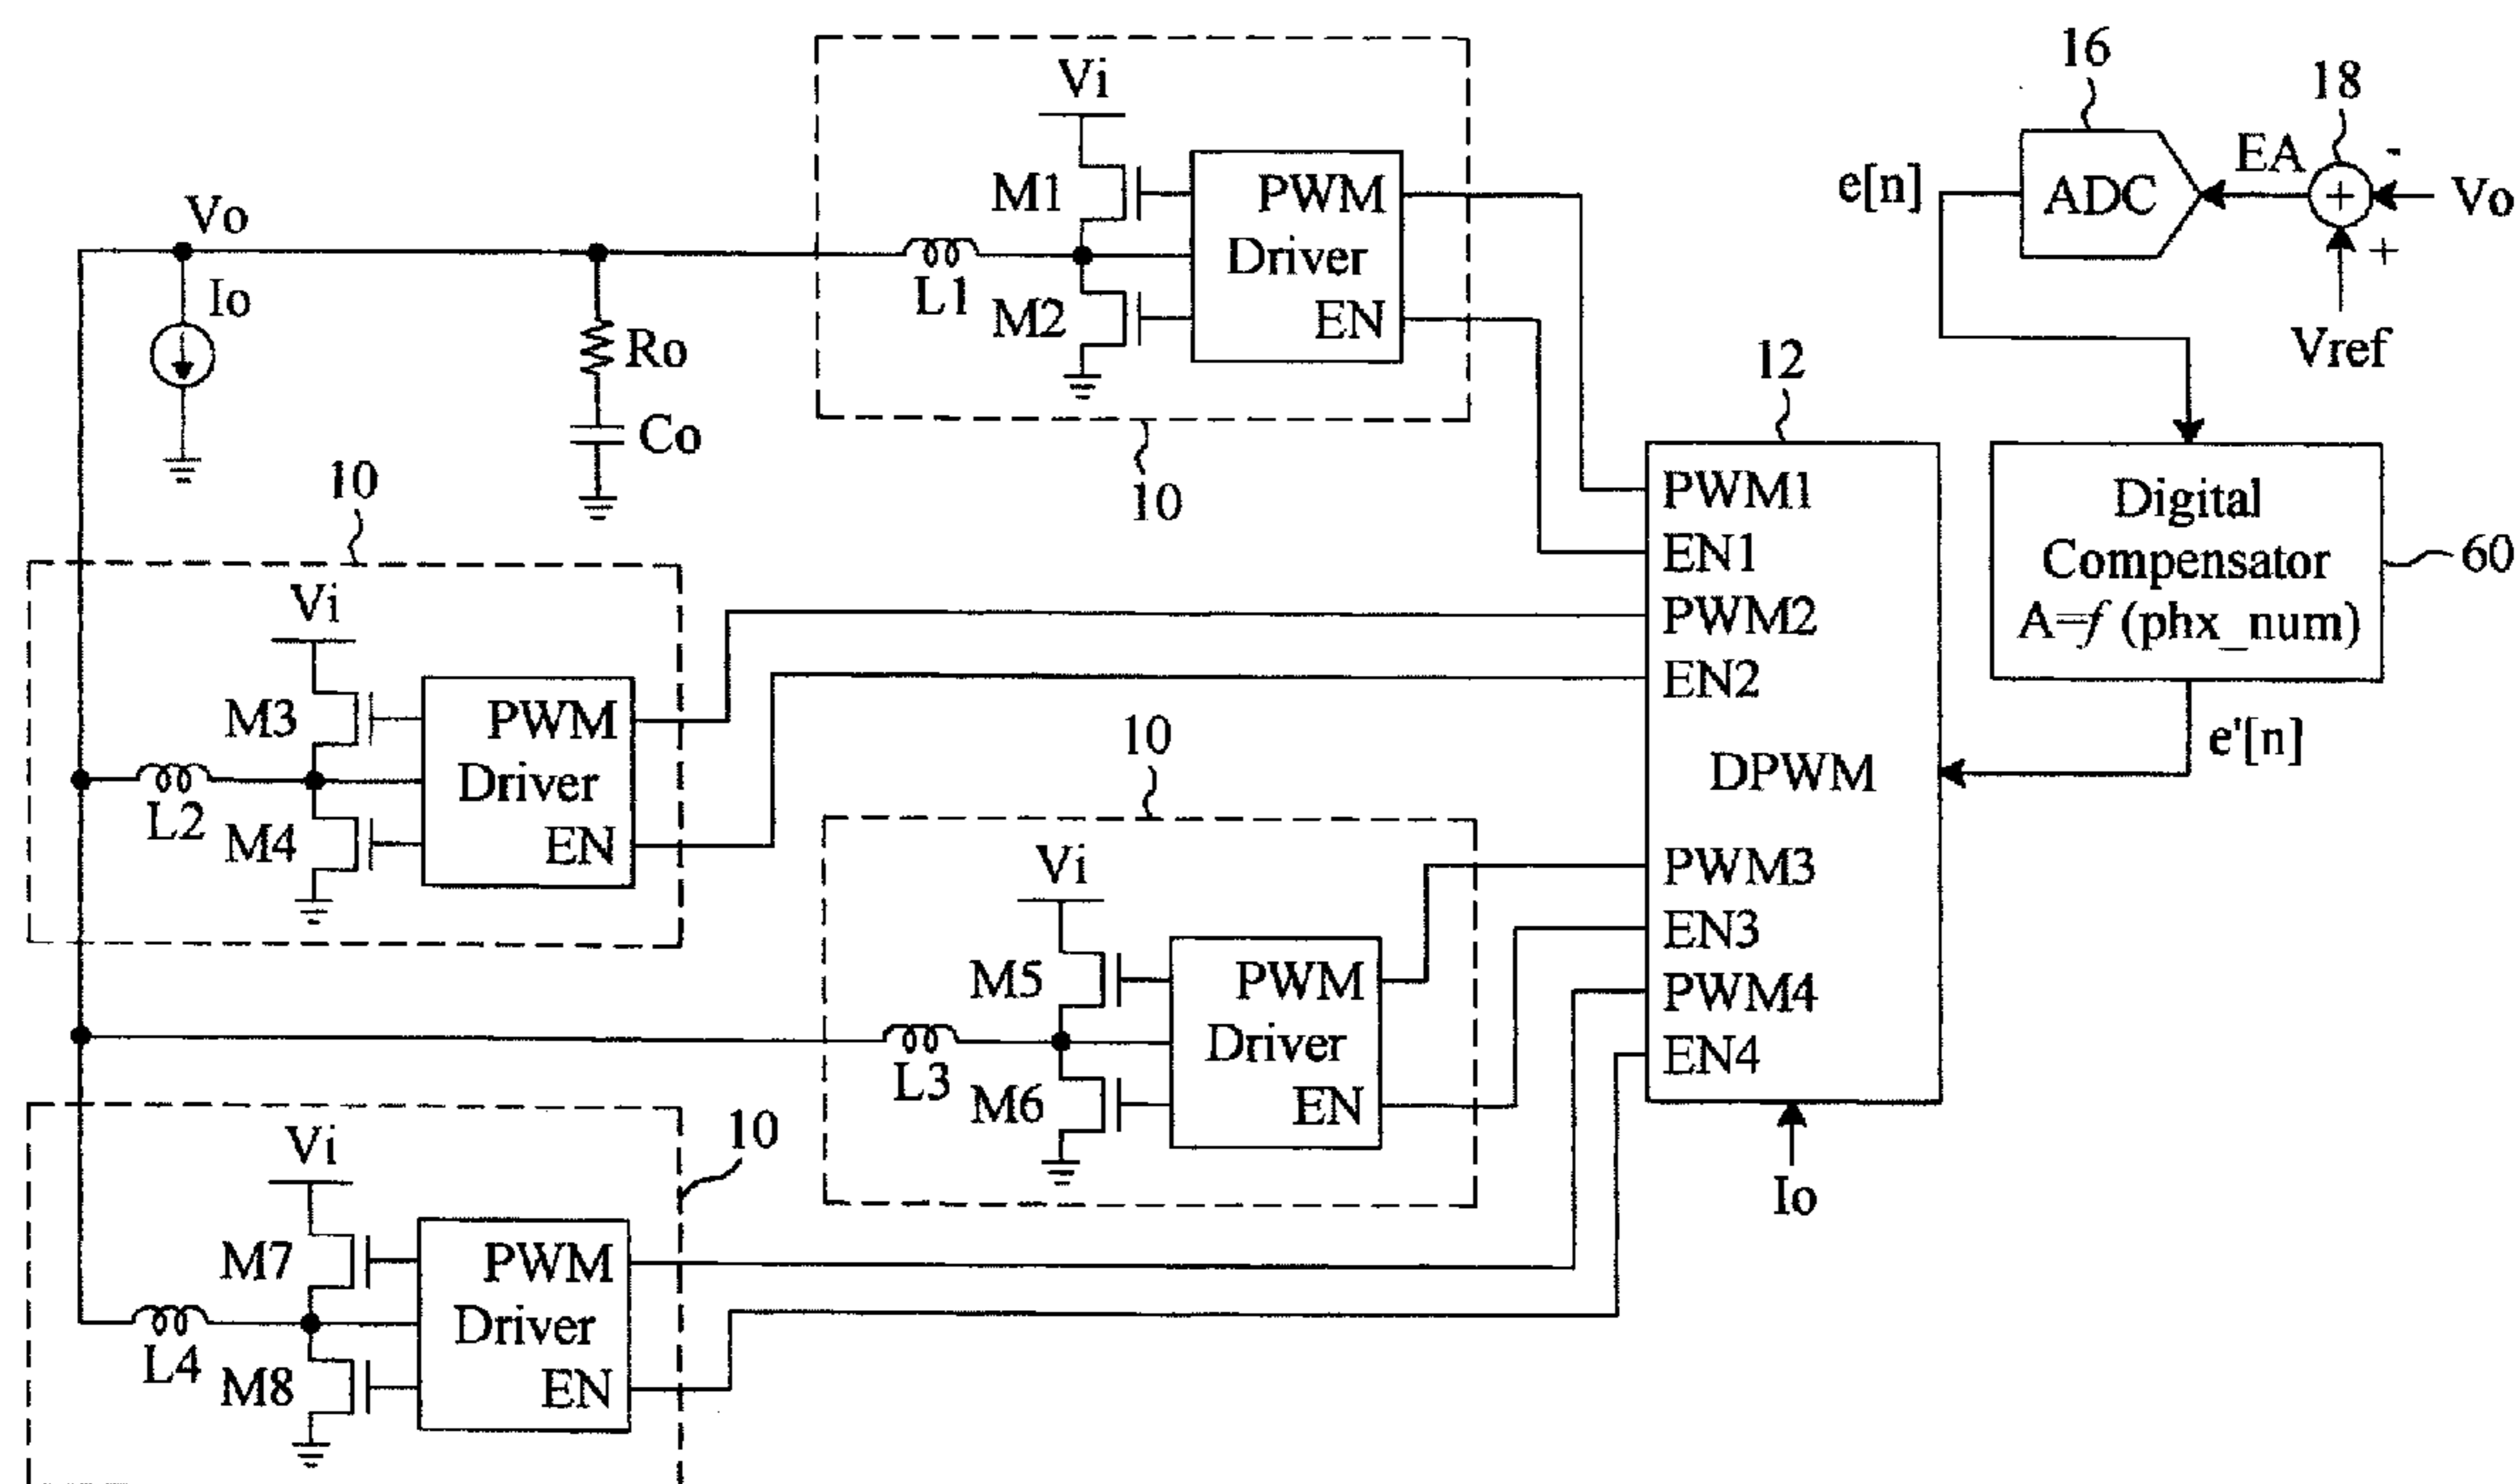 Vi
M1
M2
L1
PWM
Driver
EN
10
Vo
Io
Ro
Co
16
ADC
e[n]
EA
18
+
-
Vo
+
Vref
12
PWM1
EN1
PWM2
EN2
DPWM
PWM3
EN3
PWM4
EN4
Io
Digital
Compensator
A=f (phx_num)
60
e'[n]
10
Vi
M3
M4
L2
PWM
Driver
EN
10
Vi
M5
M6
L3
PWM
Driver
EN
10
Vi
M7
M8
L4
PWM
Driver
EN